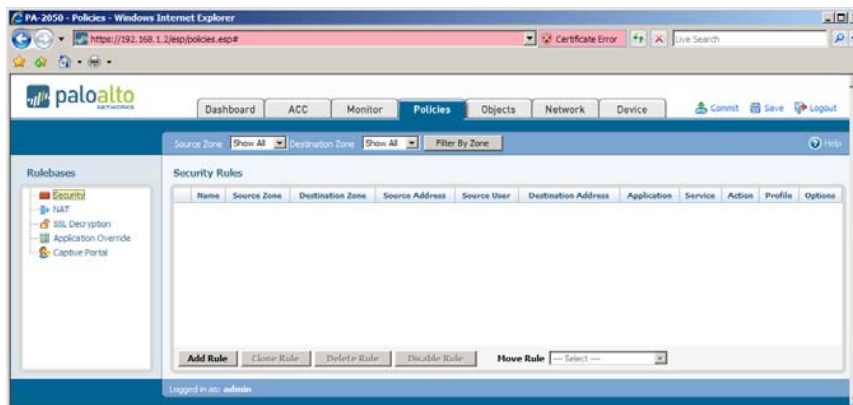 PA-2050 - Policies - Windows Internet Explorer
https://192.168.1.2/esp/policies.esp#
Certificate Error
Live Search
paloalto
NETWORKS
Dashboard ACC Monitor Policies Objects Network Device Commit Save Logout
Source Zone Show All Destination Zone Show All Filter By Zone Help
Rulebases
Security
NAT
SSL Decryption
Application Override
Captive Portal
Security Rules
Name Source Zone Destination Zone Source Address Source User Destination Address Application Service Action Profile Options
Add Rule Clone Rule Delete Rule Disable Rule Move Rule --- Select ---
Logged in as: admin